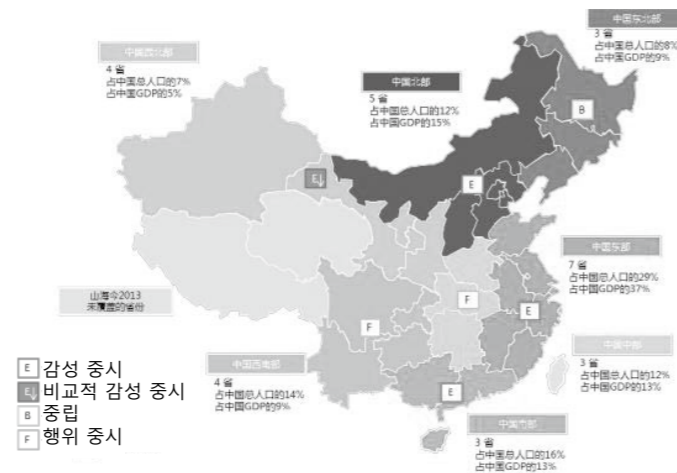 中国东北部
3 省
占中国总人口的8%
占中国GDP的9%
中国西北部
4 省
占中国总人口的7%
占中国GDP的5%
中国北部
5 省
占中国总人口的12%
占中国GDP的15%
B
E↓
E
中国东部
7 省
占中国总人口的29%
占中国GDP的37%
山海今2013
未覆盖的省份
F
E
F
中国中部
3 省
占中国总人口的12%
占中国GDP的13%
中国西南部
4 省
占中国总人口的14%
占中国GDP的9%
E
中国南部
3 省
占中国总人口的16%
占中国GDP的13%
E 감성 중시
E↓ 비교적 감성 중시
B 중립
F 행위 중시